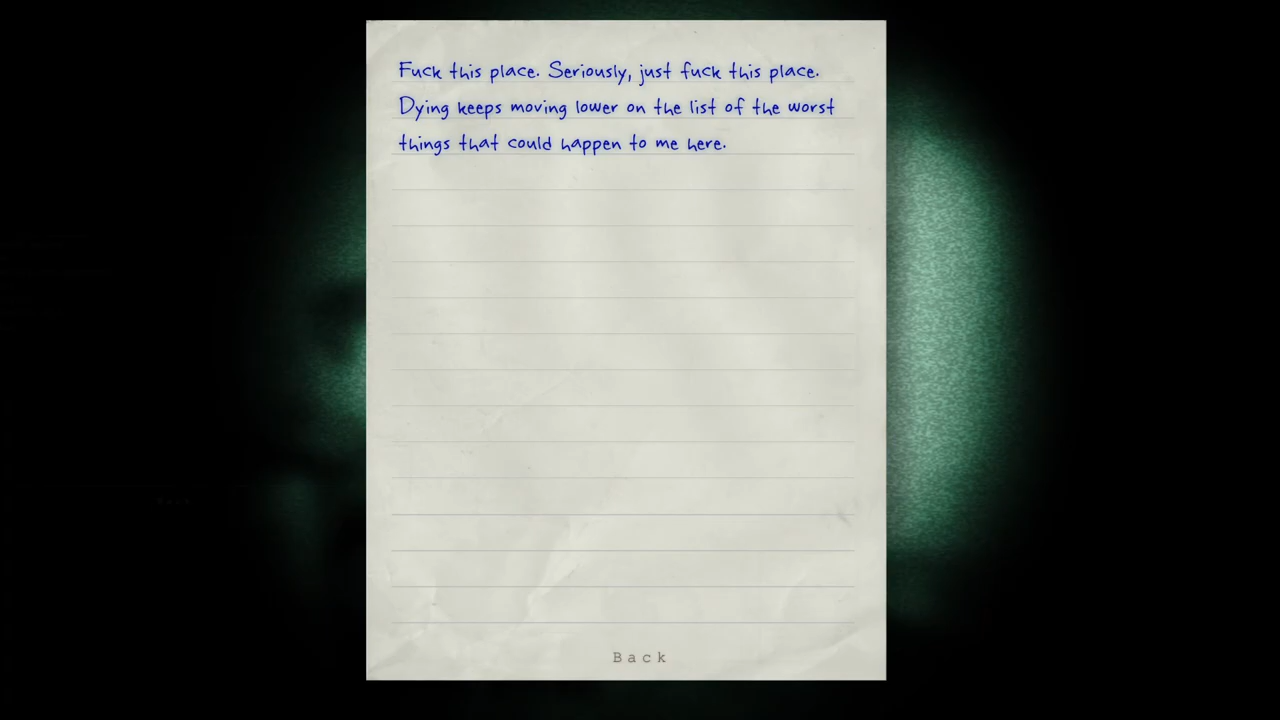 Fuck this place. Seriously, just fuck this place.
Dying keeps moving lower on the list of the worst
things that could happen to me here.
Back